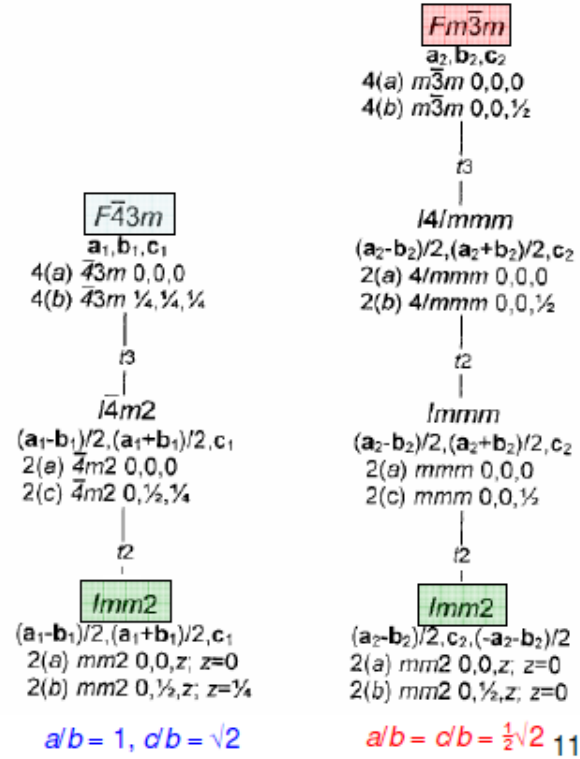 F4̄3m
a₁,b₁,c₁
4(a) 4̄3m 0,0,0
4(b) 4̄3m ¼,¼,¼
t3
I4̄m2
(a₁-b₁)/2,(a₁+b₁)/2,c₁
2(a) 4̄m2 0,0,0
2(c) 4̄m2 0,½,¼
t2
Imm2
(a₁-b₁)/2,(a₁+b₁)/2,c₁
2(a) mm2 0,0,z; z=0
2(b) mm2 0,½,z; z=¼
a/b = 1, c/b = √2
Fm3̄m
a₂,b₂,c₂
4(a) m3̄m 0,0,0
4(b) m3̄m 0,0,½
t3
I4/mmm
(a₂-b₂)/2,(a₂+b₂)/2,c₂
2(a) 4/mmm 0,0,0
2(b) 4/mmm 0,0,½
t2
Immm
(a₂-b₂)/2,(a₂+b₂)/2,c₂
2(a) mmm 0,0,0
2(c) mmm 0,0,½
t2
Imm2
(a₂-b₂)/2,c₂,(-a₂-b₂)/2
2(a) mm2 0,0,z; z=0
2(b) mm2 0,½,z; z=0
a/b = c/b = ½√2
11